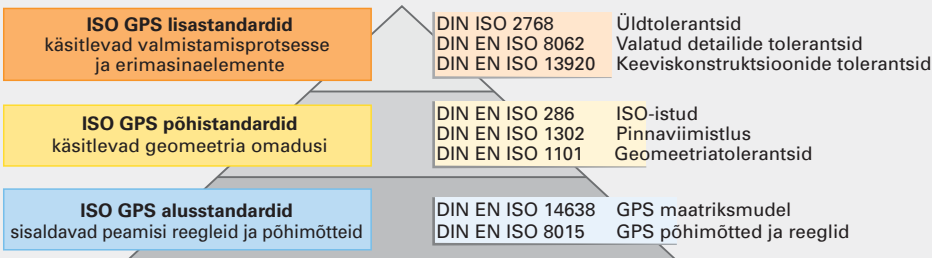 ISO GPS lisastandardid
käsitlevad valmistamisprotsesse
ja erimasinaelemente
DIN ISO 2768 Üldtolerantsid
DIN EN ISO 8062 Valatud detailide tolerantsid
DIN EN ISO 13920 Keeviskonstruktsioonide tolerantsid
ISO GPS põhistandardid
käsitlevad geomeetria omadusi
DIN EN ISO 286 ISO-istud
DIN EN ISO 1302 Pinnaviimistlus
DIN EN ISO 1101 Geomeetriatolerantsid
ISO GPS alusstandardid
sisaldavad peamisi reegleid ja põhimõtteid
DIN EN ISO 14638 GPS maatriksmudel
DIN EN ISO 8015 GPS põhimõtted ja reeglid